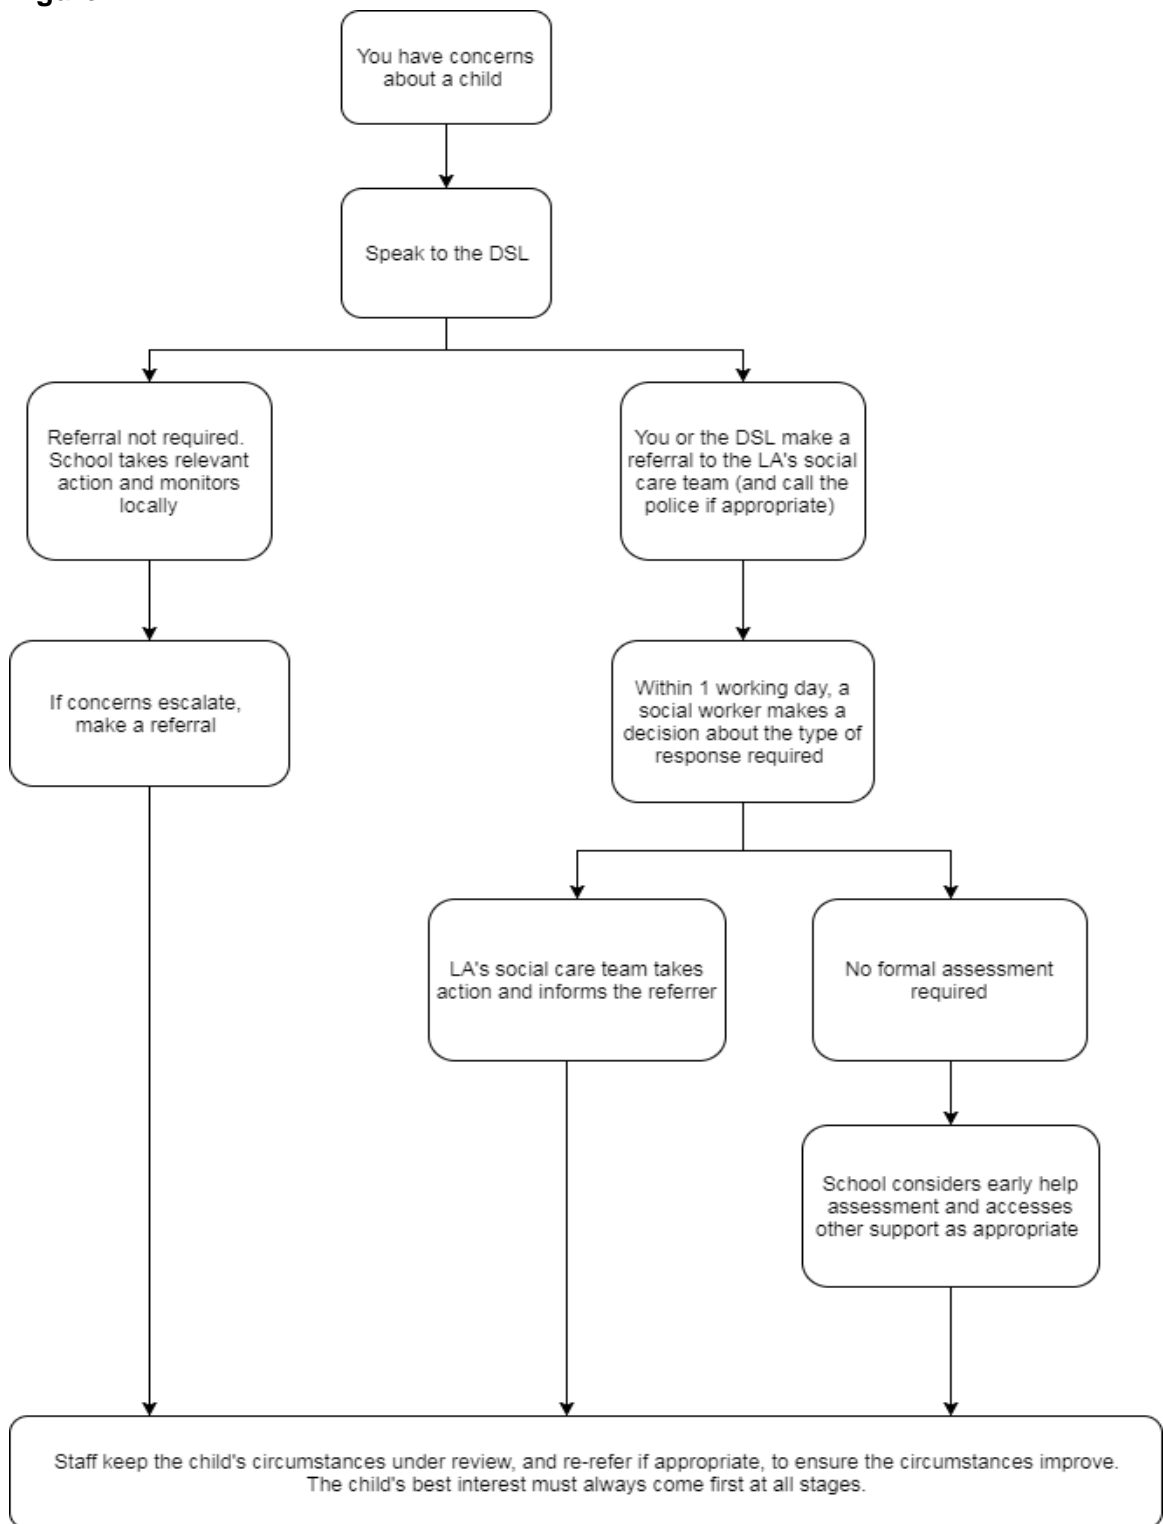 You have concerns
about a child
Speak to the DSL
Referral not required.
School takes relevant
action and monitors
locally
You or the DSL make a
referral to the LA's social
care team (and call the
police if appropriate)
If concerns escalate,
make a referral
Within 1 working day, a
social worker makes a
decision about the type of
response required
LA's social care team takes
action and informs the referrer
No formal assessment
required
School considers early help
assessment and accesses
other support as appropriate
Staff keep the child's circumstances under review, and re-refer if appropriate, to ensure the circumstances improve.
The child's best interest must always come first at all stages.